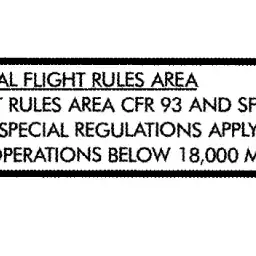 AL FLIGHT RULES AREA
T RULES AREA CFR 93 AND SF
SPECIAL REGULATIONS APPLY
OPERATIONS BELOW 18,000 M